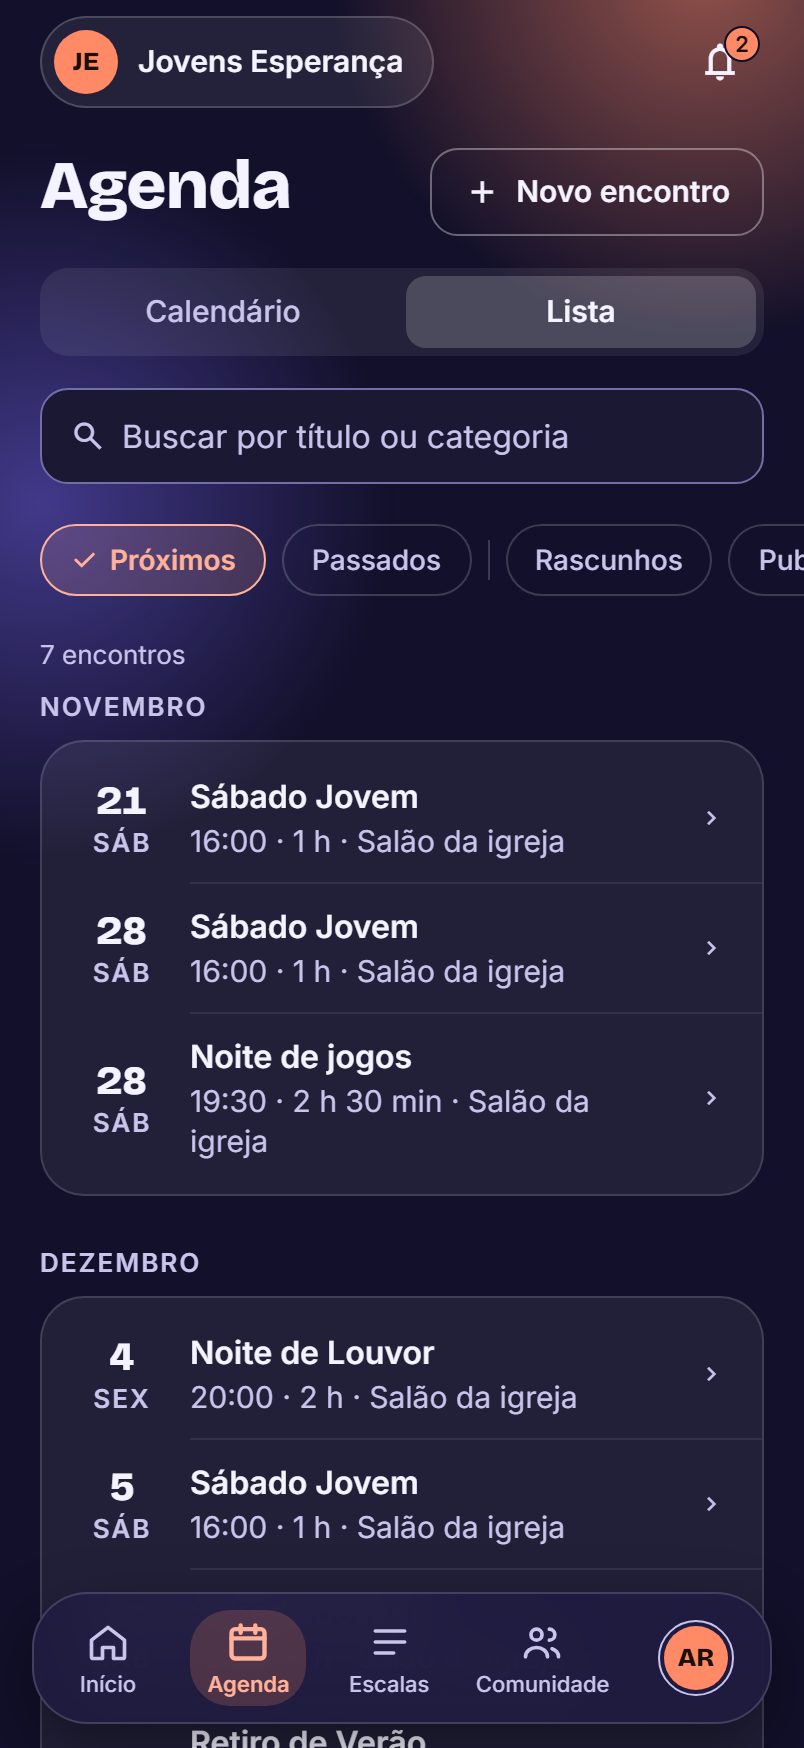 JE Jovens Esperança 2
Agenda + Novo encontro
Calendário Lista
Buscar por título ou categoria
Próximos Passados Rascunhos Pub
7 encontros
NOVEMBRO
21 Sábado Jovem
SÁB 16:00 · 1 h · Salão da igreja
28 Sábado Jovem
SÁB 16:00 · 1 h · Salão da igreja
Noite de jogos
28 19:30 · 2 h 30 min · Salão da
SÁB igreja
DEZEMBRO
4 Noite de Louvor
SEX 20:00 · 2 h · Salão da igreja
5 Sábado Jovem
SÁB 16:00 · 1 h · Salão da igreja
Início Agenda Escalas Comunidade AR
Retiro de Verão